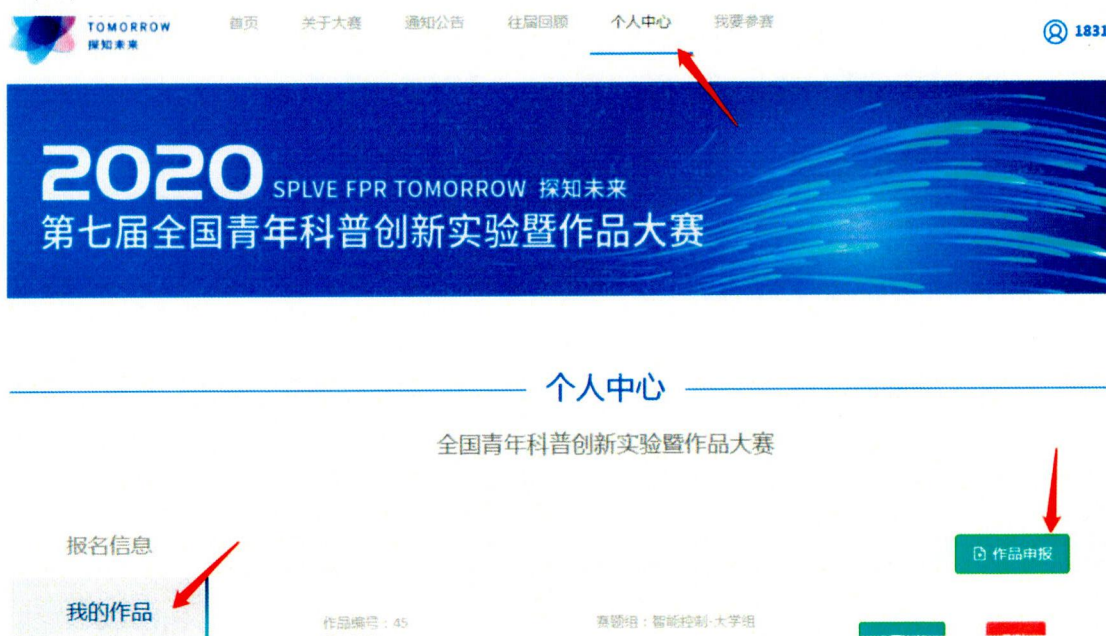 TOMORROW
探知未来
首页 关于大赛 通知公告 往届回顾 个人中心 我要参赛
1831
2020 SPLVE FPR TOMORROW 探知未来
第七届全国青年科普创新实验暨作品大赛
个人中心
全国青年科普创新实验暨作品大赛
报名信息
作品申报
我的作品
作品编号：45 赛题组：智能控制-大学组